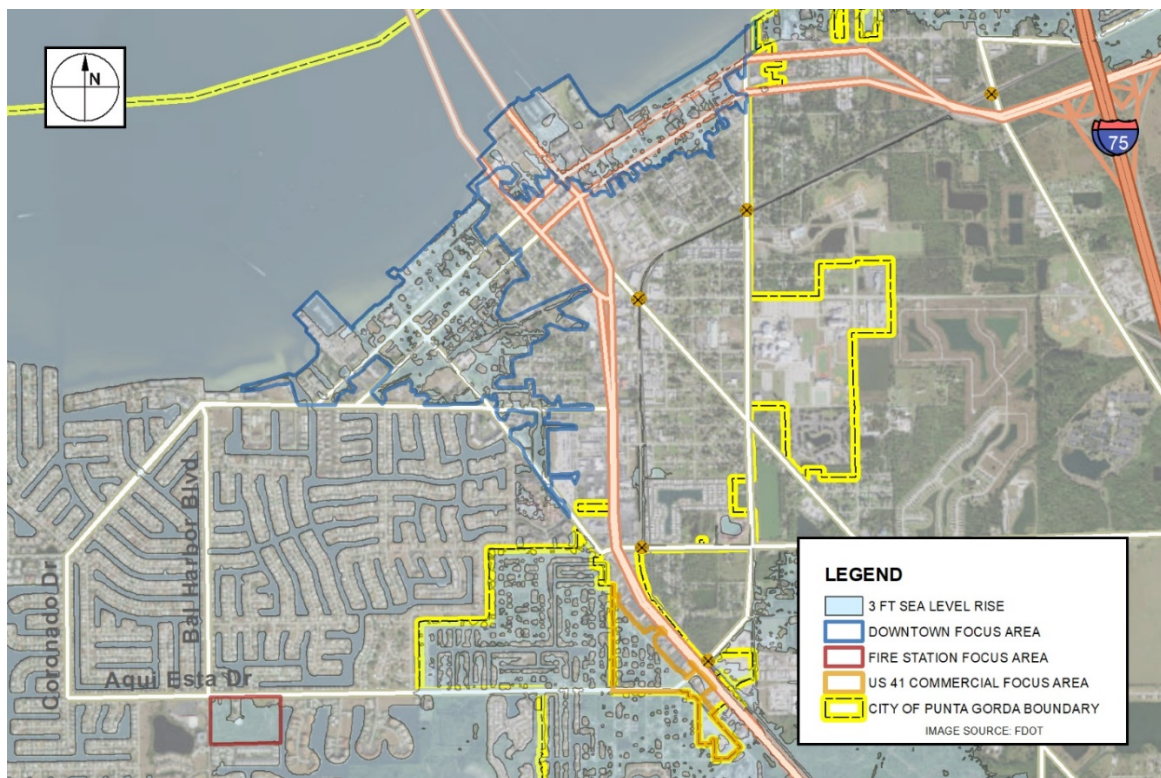 N
75
Coronado Dr
Bal Harbor Blvd
Aqui Esta Dr
LEGEND
3 FT SEA LEVEL RISE
DOWNTOWN FOCUS AREA
FIRE STATION FOCUS AREA
US 41 COMMERCIAL FOCUS AREA
CITY OF PUNTA GORDA BOUNDARY
IMAGE SOURCE: FDOT